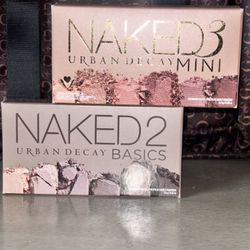 NAKED3
URBAN DECAY MINI
NAKED2
URBAN DECAY BASICS